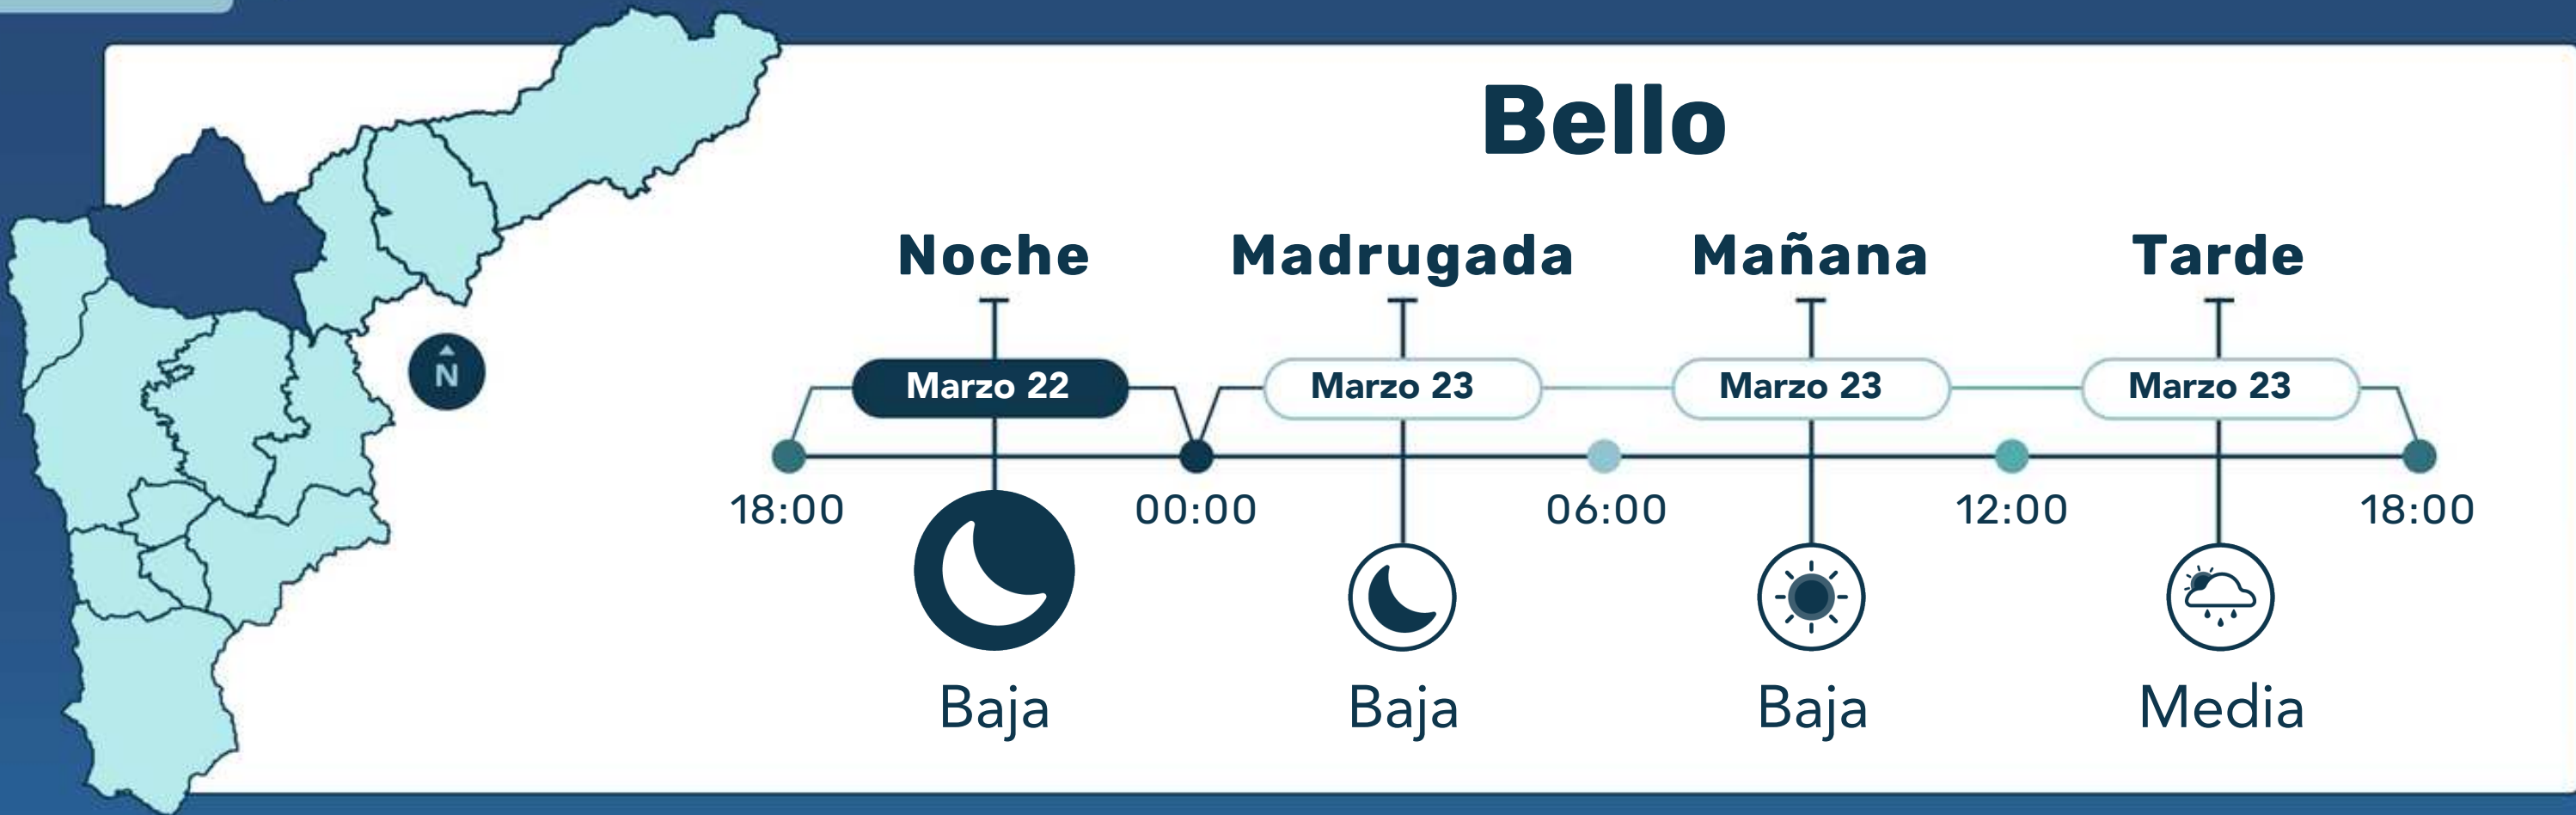 Bello
Noche Madrugada Mañana Tarde
Marzo 22 Marzo 23 Marzo 23 Marzo 23
N
18:00 00:00 06:00 12:00 18:00
Baja Baja Baja Media